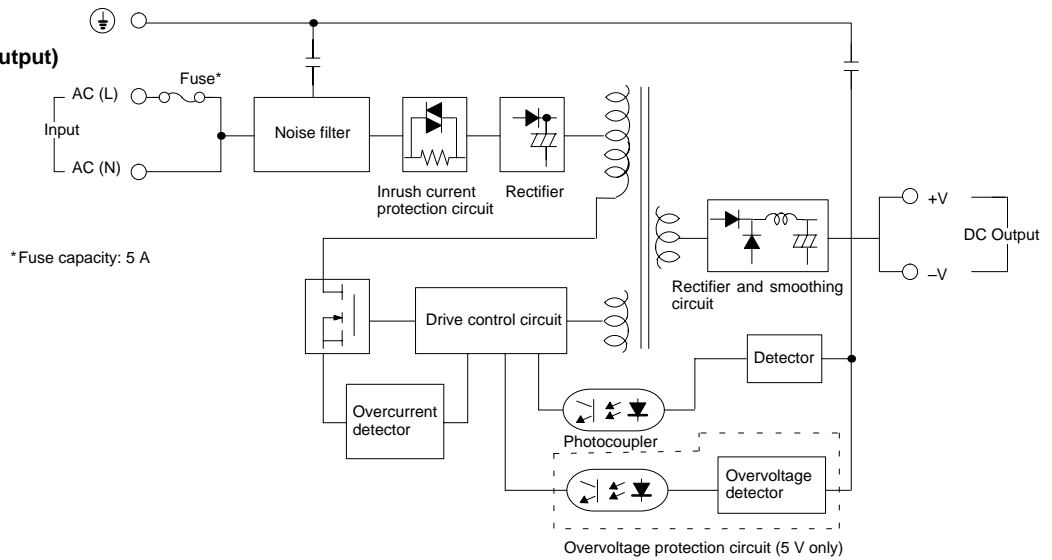 utput)
Fuse*
AC (L)
Input
AC (N)
Noise filter
Inrush current
protection circuit
Rectifier
+V
DC Output
–V
*Fuse capacity: 5 A
Rectifier and smoothing
circuit
Drive control circuit
Detector
Overcurrent
detector
Photocoupler
Overvoltage
detector
Overvoltage protection circuit (5 V only)